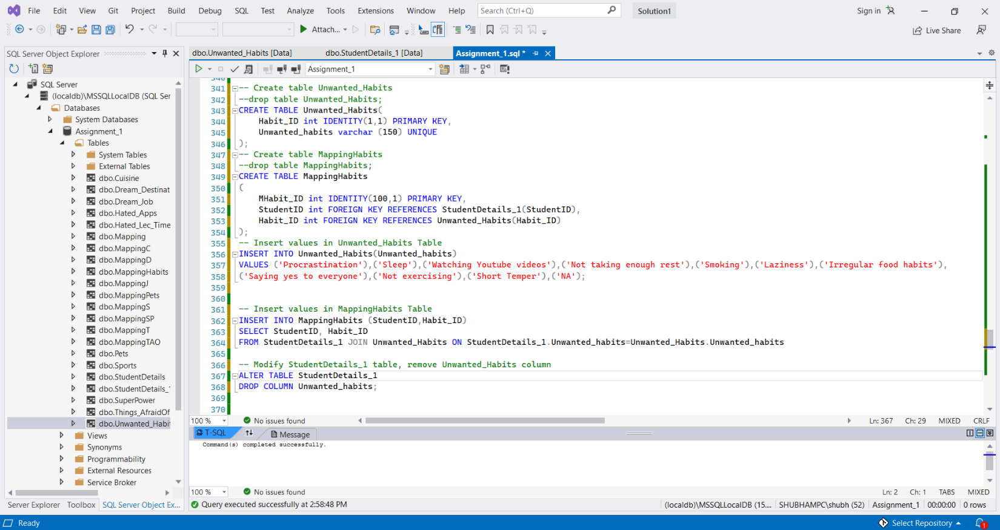 File Edit View Git Project Build Debug SQL Test Analyze Tools Extensions Window Help Search (Ctrl+Q) Solution1 Sign in
Attach... Live Share
SQL Server Object Explorer
dbo.Unwanted_Habits [Data] dbo.StudentDetails_1 [Data] Assignment_1.sql *
Assignment_1
SQL Server
(localdb)\MSSQLLocalDB (SQL Ser
Databases
System Databases
Assignment_1
Tables
System Tables
External Tables
dbo.Cuisine
dbo.Dream_Destinat
dbo.Dream_Job
dbo.Hated_Apps
dbo.Hated_Lec_Time
dbo.Mapping
dbo.MappingC
dbo.MappingD
dbo.MappingHabits
dbo.MappingJ
dbo.MappingPets
dbo.MappingS
dbo.MappingSP
dbo.MappingT
dbo.MappingTAO
dbo.Pets
dbo.Sports
dbo.StudentDetails
dbo.StudentDetails_1
dbo.SuperPower
dbo.Things_AfraidOf
dbo.Unwanted_Habit
Views
Synonyms
Programmability
External Resources
Service Broker
Server Explorer Toolbox SQL Server Object Ex...
340
341 -- Create table Unwanted_Habits
342 --drop table Unwanted_Habits;
343 CREATE TABLE Unwanted_Habits(
344 Habit_ID int IDENTITY(1,1) PRIMARY KEY,
345 Unwanted_habits varchar (150) UNIQUE
346 );
347 -- Create table MappingHabits
348 --drop table MappingHabits;
349 CREATE TABLE MappingHabits
350 (
351 MHabit_ID int IDENTITY(100,1) PRIMARY KEY,
352 StudentID int FOREIGN KEY REFERENCES StudentDetails_1(StudentID),
353 Habit_ID int FOREIGN KEY REFERENCES Unwanted_Habits(Habit_ID)
354 );
355 -- Insert values in Unwanted_Habits Table
356 INSERT INTO Unwanted_Habits(Unwanted_habits)
357 VALUES ('Procrastination'),('Sleep'),('Watching Youtube videos'),('Not taking enough rest'),('Smoking'),('Laziness'),('Irregular food habits'),
358 ('Saying yes to everyone'),('Not exercising'),('Short Temper'),('NA');
359
360
361 -- Insert values in MappingHabits Table
362 INSERT INTO MappingHabits (StudentID,Habit_ID)
363 SELECT StudentID, Habit_ID
364 FROM StudentDetails_1 JOIN Unwanted_Habits ON StudentDetails_1.Unwanted_habits=Unwanted_Habits.Unwanted_habits
365
366 -- Modify StudentDetails_1 table, remove Unwanted_Habits column
367 ALTER TABLE StudentDetails_1
368 DROP COLUMN Unwanted_habits;
369
370
100 % No issues found Ln: 367 Ch: 29 MIXED CRLF
T-SQL Message
Command(s) completed successfully.
100 % No issues found Ln: 2 Ch: 1 TABS MIXED
Query executed successfully at 2:58:48 PM (localdb)\MSSQLLocalDB (15.... SHUBHAMPC\shubh (52) Assignment_1 00:00:00 0 rows
Ready Select Repository 1